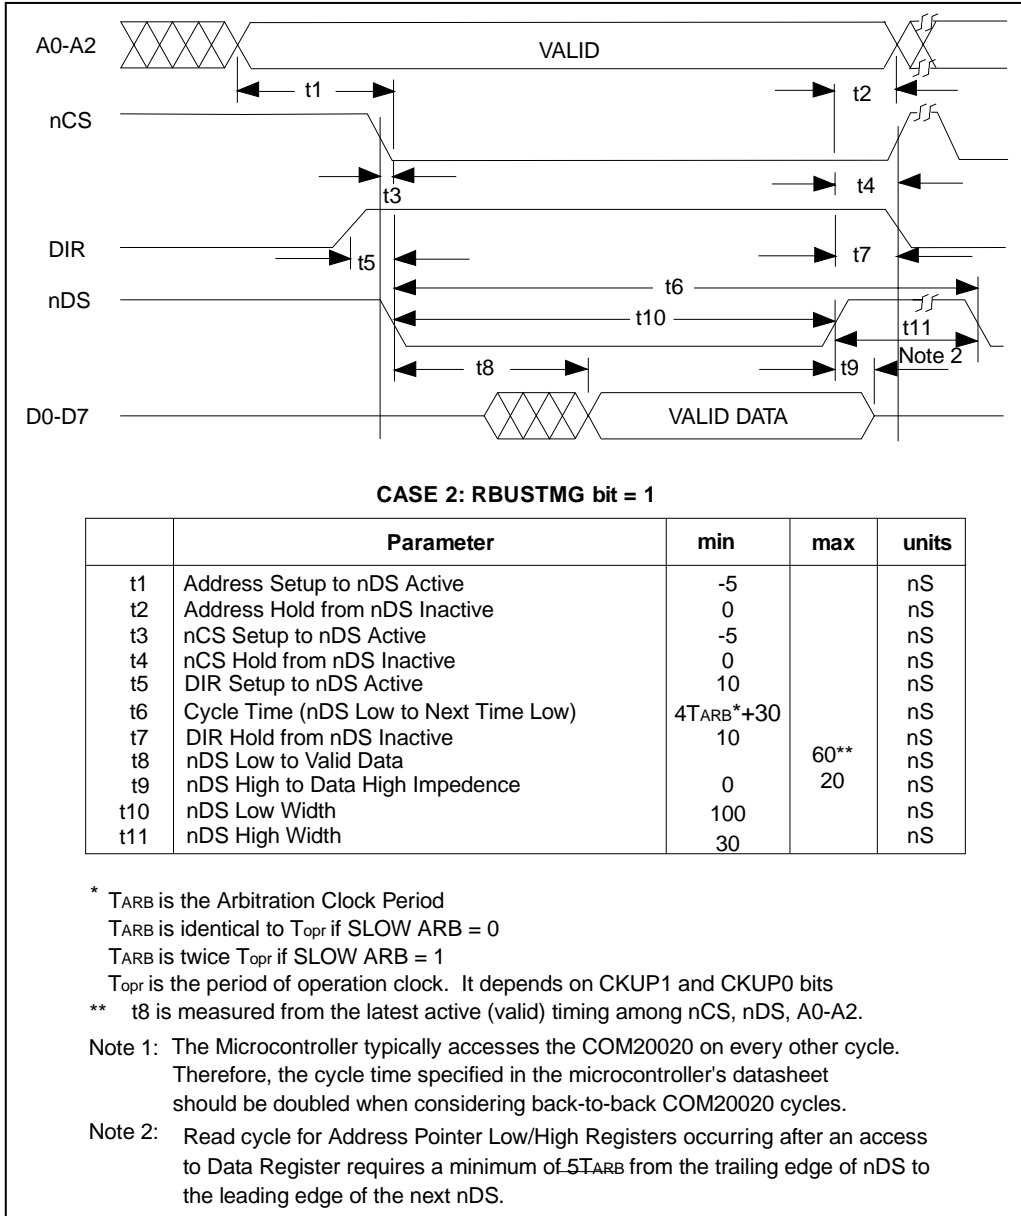 A0-A2
VALID
t1
t2
nCS
t3
t4
DIR
t5
t7
t6
nDS
t10
t11
Note 2
t8
t9
D0-D7
VALID DATA
CASE 2: RBUSTMG bit = 1
Parameter min max units
t1 Address Setup to nDS Active -5 nS
t2 Address Hold from nDS Inactive 0 nS
t3 nCS Setup to nDS Active -5 nS
t4 nCS Hold from nDS Inactive 0 nS
t5 DIR Setup to nDS Active 10 nS
t6 Cycle Time (nDS Low to Next Time Low) 4TARB*+30 nS
t7 DIR Hold from nDS Inactive 10 nS
t8 nDS Low to Valid Data 60** nS
t9 nDS High to Data High Impedence 0 20 nS
t10 nDS Low Width 100 nS
t11 nDS High Width 30 nS
* TARB is the Arbitration Clock Period
TARB is identical to Topr if SLOW ARB = 0
TARB is twice Topr if SLOW ARB = 1
Topr is the period of operation clock. It depends on CKUP1 and CKUP0 bits
** t8 is measured from the latest active (valid) timing among nCS, nDS, A0-A2.
Note 1: The Microcontroller typically accesses the COM20020 on every other cycle.
Therefore, the cycle time specified in the microcontroller's datasheet
should be doubled when considering back-to-back COM20020 cycles.
Note 2: Read cycle for Address Pointer Low/High Registers occurring after an access
to Data Register requires a minimum of 5TARB from the trailing edge of nDS to
the leading edge of the next nDS.